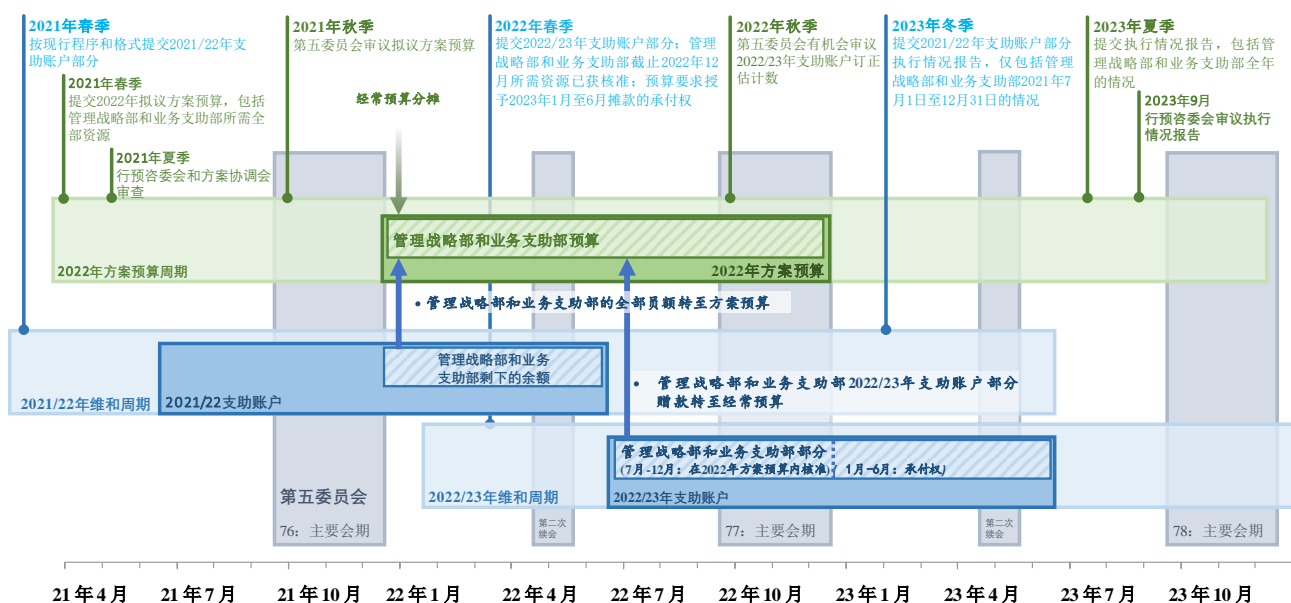 2021年春季
按现行程序和格式提交2021/22年支
助账户部分
2021年春季
提交2022年拟议方案预算，包括
管理战略部和业务支助部所需全
部资源
2021年夏季
行预咨委会和方案协调会
审查
2021年秋季
第五委员会审议拟议方案预算
经常预算分摊
2022年春季
提交2022/23年支助账户部分；管理
战略部和业务支助部截止2022年12
月所需资源已获核准；预算要求授
予2023年1月至6月摊款的承付权
2022年秋季
第五委员会有机会审议
2022/23年支助账户订正
估计数
2023年冬季
提交2021/22年支助账户部分
执行情况报告，仅包括管理
战略部和业务支助部2021年7
月1日至12月31日的情况
2023年夏季
提交执行情况报告，包括管
理战略部和业务支助部全年
的情况
2023年9月
行预咨委会审议执行
情况报告
管理战略部和业务支助部预算
2022年方案预算周期
2022年方案预算
• 管理战略部和业务支助部的全部员额转至方案预算
管理战略部和业务
支助部剩下的余额
2021/22年维和周期
2021/22支助账户
• 管理战略部和业务支助部2022/23年支助账户部分
赠款转至经常预算
管理战略部和业务支助部部分
(7月-12月：在2022年方案预算内核准) ( 1月-6月：承付权)
2022/23年维和周期
2022/23年支助账户
第五委员会
76：主要会期
第二次
续会
77：主要会期
第二次
续会
78：主要会期
21年4月
21年7月
21年10月
22年1月
22年4月
22年7月
22年10月
23年1月
23年4月
23年7月
23年10月